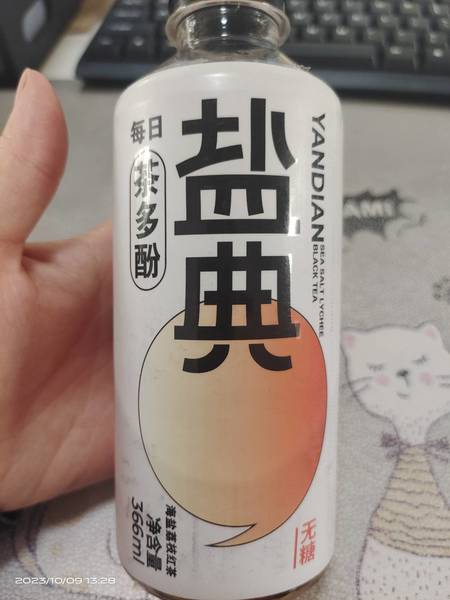 每日
茶多酚
盐典
YANDIAN
SEA SALT LYCHEE
BLACK TEA
海盐荔枝红茶
净含量
366ml
无糖
AM!
2023/10/09 13:28